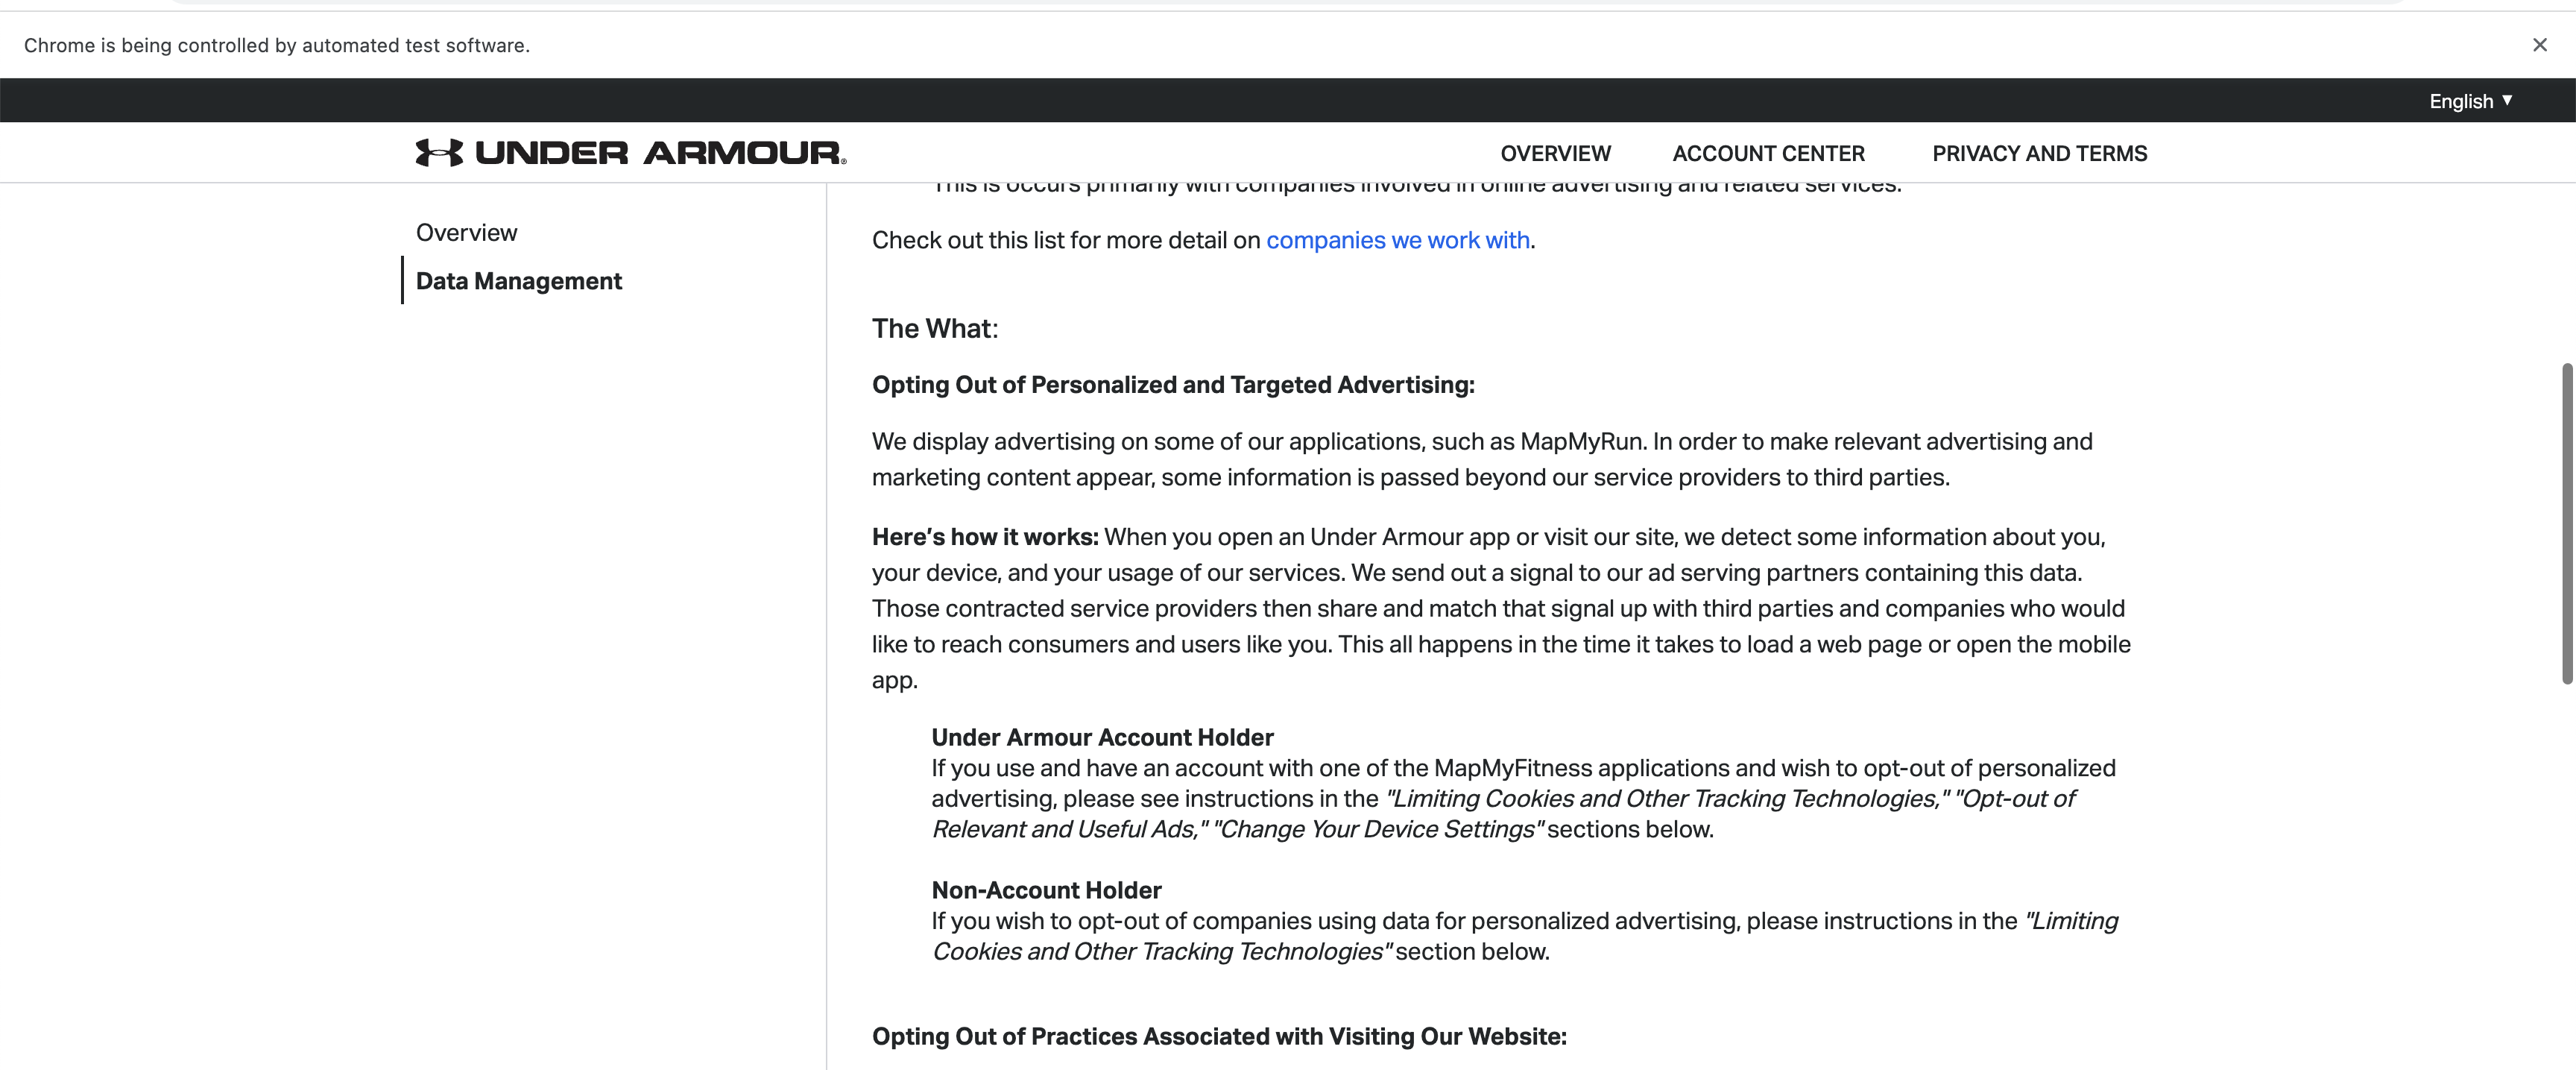 Chrome is being controlled by automated test software.
English ▼
UNDER ARMOUR®
OVERVIEW ACCOUNT CENTER PRIVACY AND TERMS
Overview
Data Management
This is occurs primarily with companies involved in online advertising and related services.
Check out this list for more detail on companies we work with.
The What:
Opting Out of Personalized and Targeted Advertising:
We display advertising on some of our applications, such as MapMyRun. In order to make relevant advertising and
marketing content appear, some information is passed beyond our service providers to third parties.
Here’s how it works: When you open an Under Armour app or visit our site, we detect some information about you,
your device, and your usage of our services. We send out a signal to our ad serving partners containing this data.
Those contracted service providers then share and match that signal up with third parties and companies who would
like to reach consumers and users like you. This all happens in the time it takes to load a web page or open the mobile
app.
Under Armour Account Holder
If you use and have an account with one of the MapMyFitness applications and wish to opt-out of personalized
advertising, please see instructions in the "Limiting Cookies and Other Tracking Technologies," "Opt-out of
Relevant and Useful Ads," "Change Your Device Settings" sections below.
Non-Account Holder
If you wish to opt-out of companies using data for personalized advertising, please instructions in the "Limiting
Cookies and Other Tracking Technologies" section below.
Opting Out of Practices Associated with Visiting Our Website: